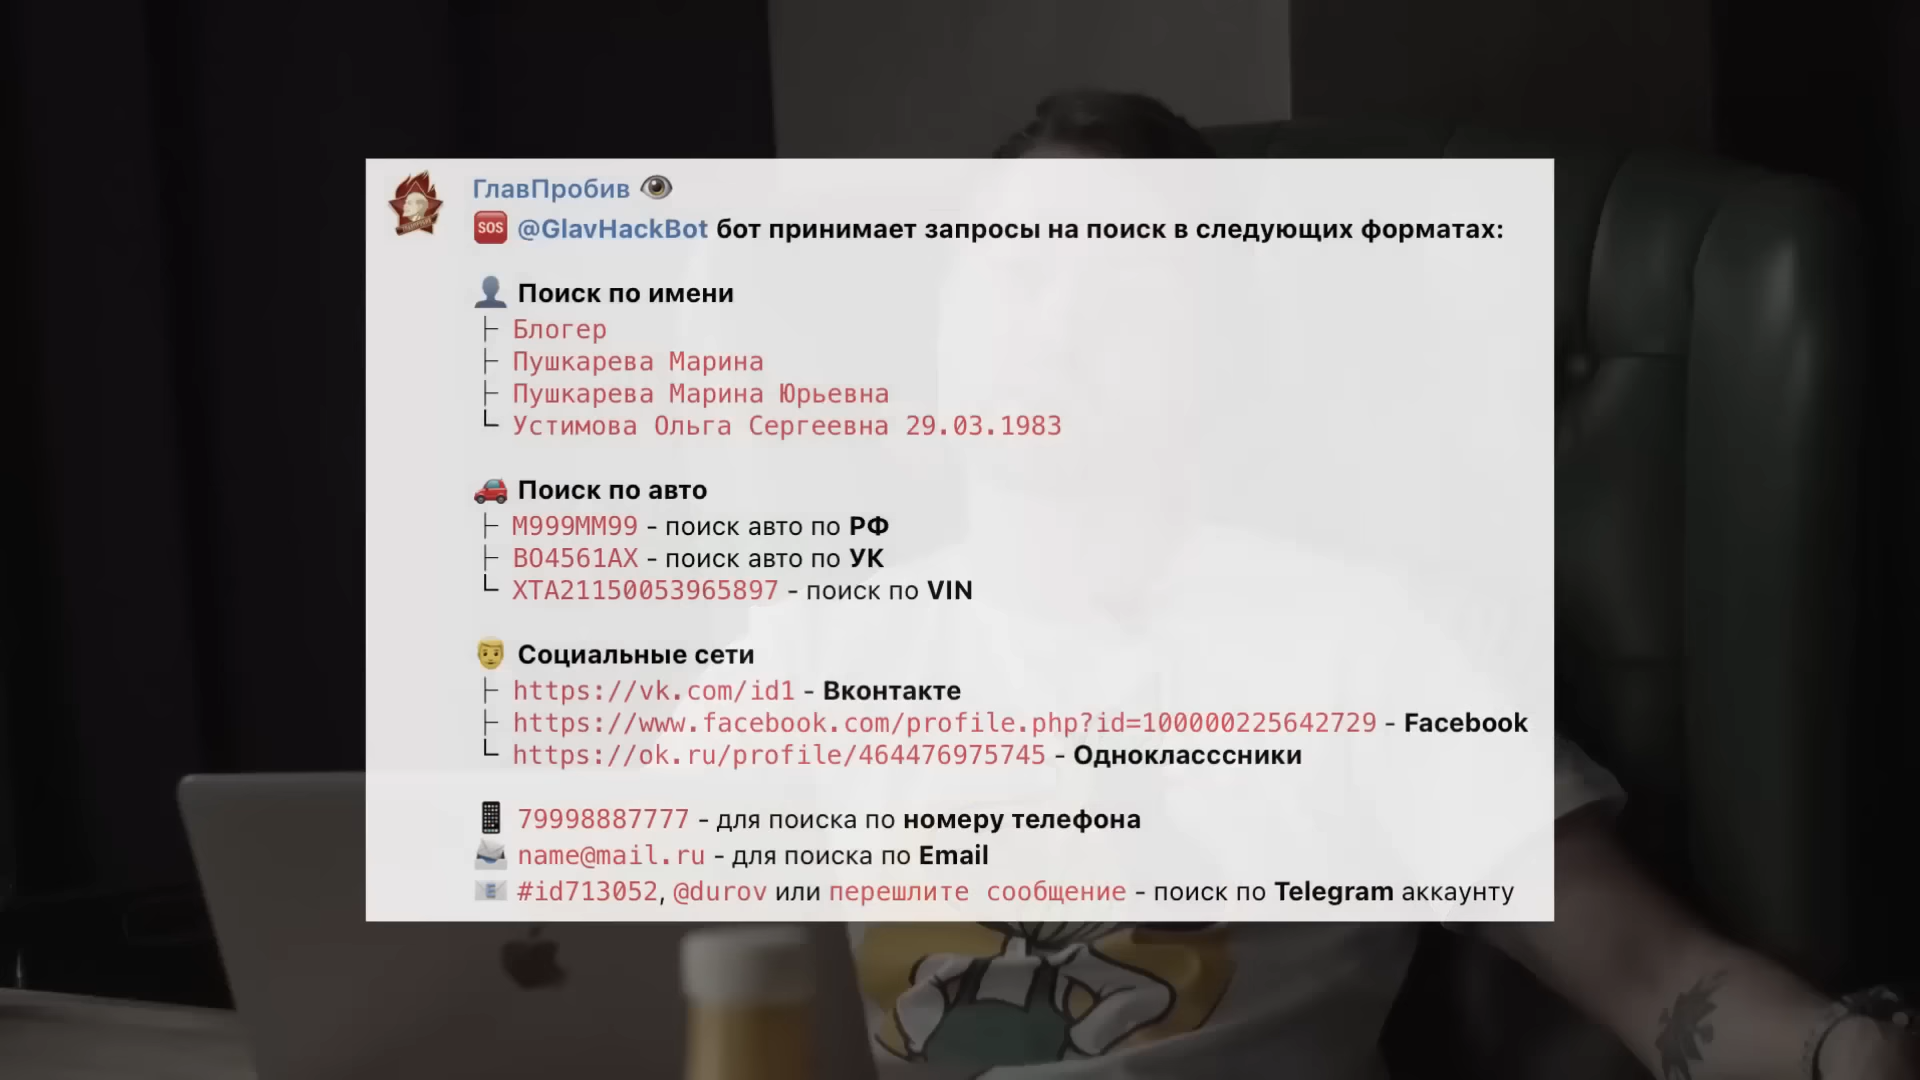 ГлавПробив
SOS @GlavHackBot бот принимает запросы на поиск в следующих форматах:
Поиск по имени
├ Блогер
├ Пушкарева Марина
├ Пушкарева Марина Юрьевна
└ Устимова Ольга Сергеевна 29.03.1983
Поиск по авто
├ М999ММ99 - поиск авто по РФ
├ ВО4561АХ - поиск авто по УК
└ XTA21150053965897 - поиск по VIN
Социальные сети
├ https://vk.com/id1 - Вконтакте
├ https://www.facebook.com/profile.php?id=100000225642729 - Facebook
└ https://ok.ru/profile/464476975745 - Однокласссники
79998887777 - для поиска по номеру телефона
name@mail.ru - для поиска по Email
#id713052, @durov или перешлите сообщение - поиск по Telegram аккаунту